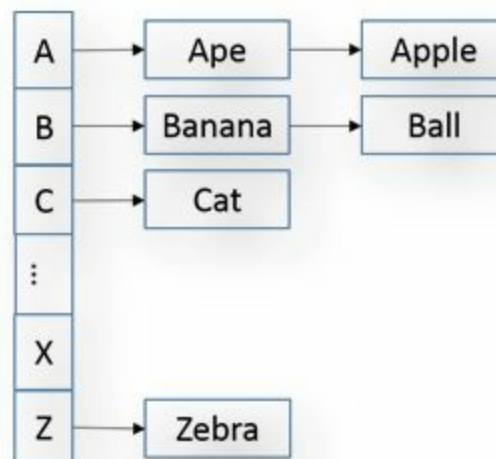 A Ape Apple
B Banana Ball
C Cat
⋮
X
Z Zebra